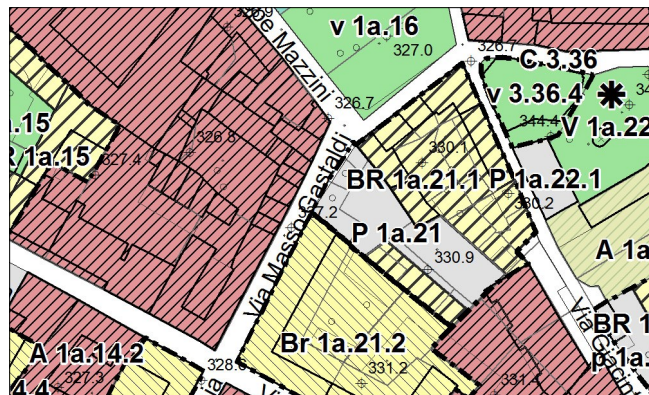 v 1a.16
327.0
Mazzini
326.7
326.7
C 3.36
v 3.36.4
344.4
V 1a.22
1a.15
327.4
326.8
330.1
BR 1a.21.1
P 1a.22.1
330.2
Via Masso Gastaldi
P 1a.21
330.9
A 1a
Br 1a.21.2
331.2
A 1a.14.2
327.3
328.6
BR 1
p 1a.
331.4